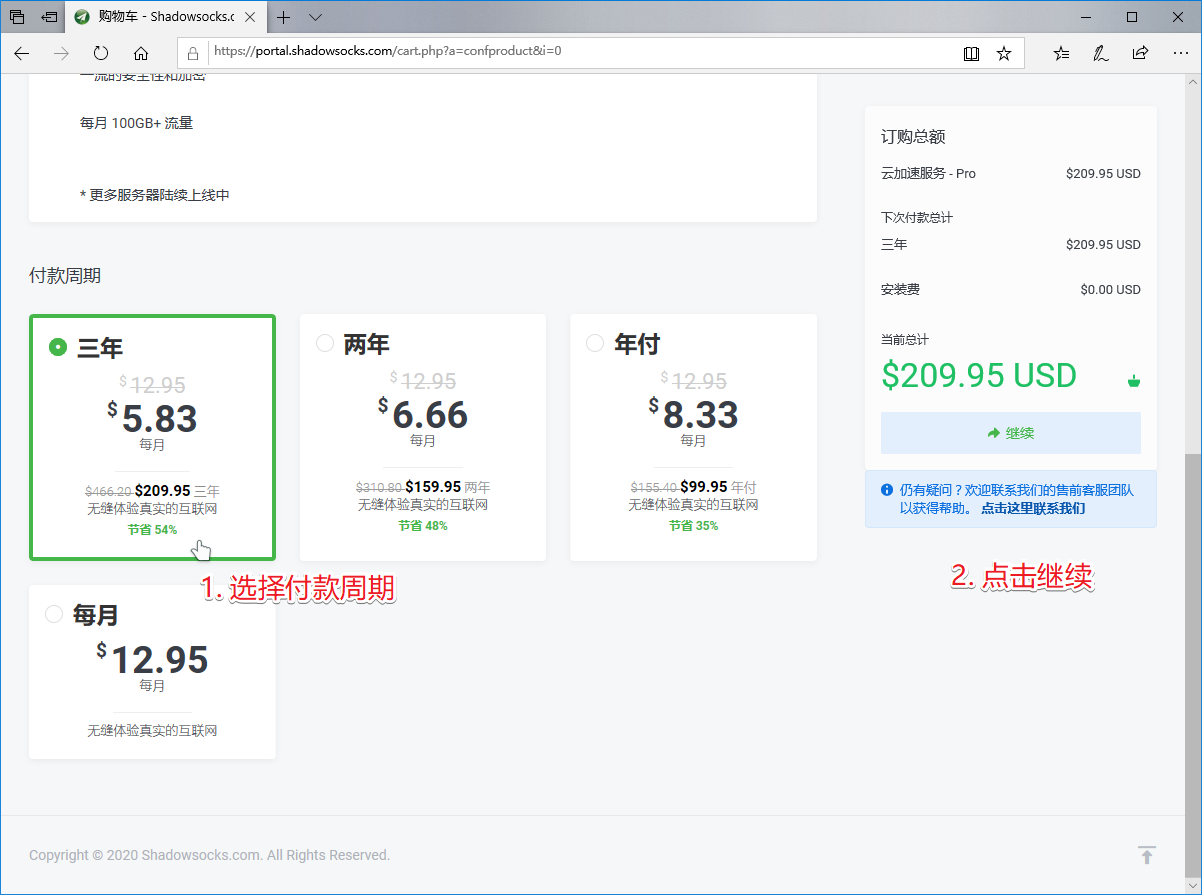 购物车 - Shadowsocks.c
https://portal.shadowsocks.com/cart.php?a=confproduct&i=0
一流的安全性和加密
每月 100GB+ 流量
* 更多服务器陆续上线中
付款周期
三年
$12.95
$5.83
每月
$466.20 $209.95 三年
无缝体验真实的互联网
节省 54%
两年
$12.95
$6.66
每月
$310.80 $159.95 两年
无缝体验真实的互联网
节省 48%
年付
$12.95
$8.33
每月
$155.40 $99.95 年付
无缝体验真实的互联网
节省 35%
1. 选择付款周期
每月
$12.95
每月
无缝体验真实的互联网
订购总额
云加速服务 - Pro $209.95 USD
下次付款总计
三年 $209.95 USD
安装费 $0.00 USD
当前总计
$209.95 USD
继续
仍有疑问？欢迎联系我们的售前客服团队
以获得帮助。 点击这里联系我们
2. 点击继续
Copyright © 2020 Shadowsocks.com. All Rights Reserved.